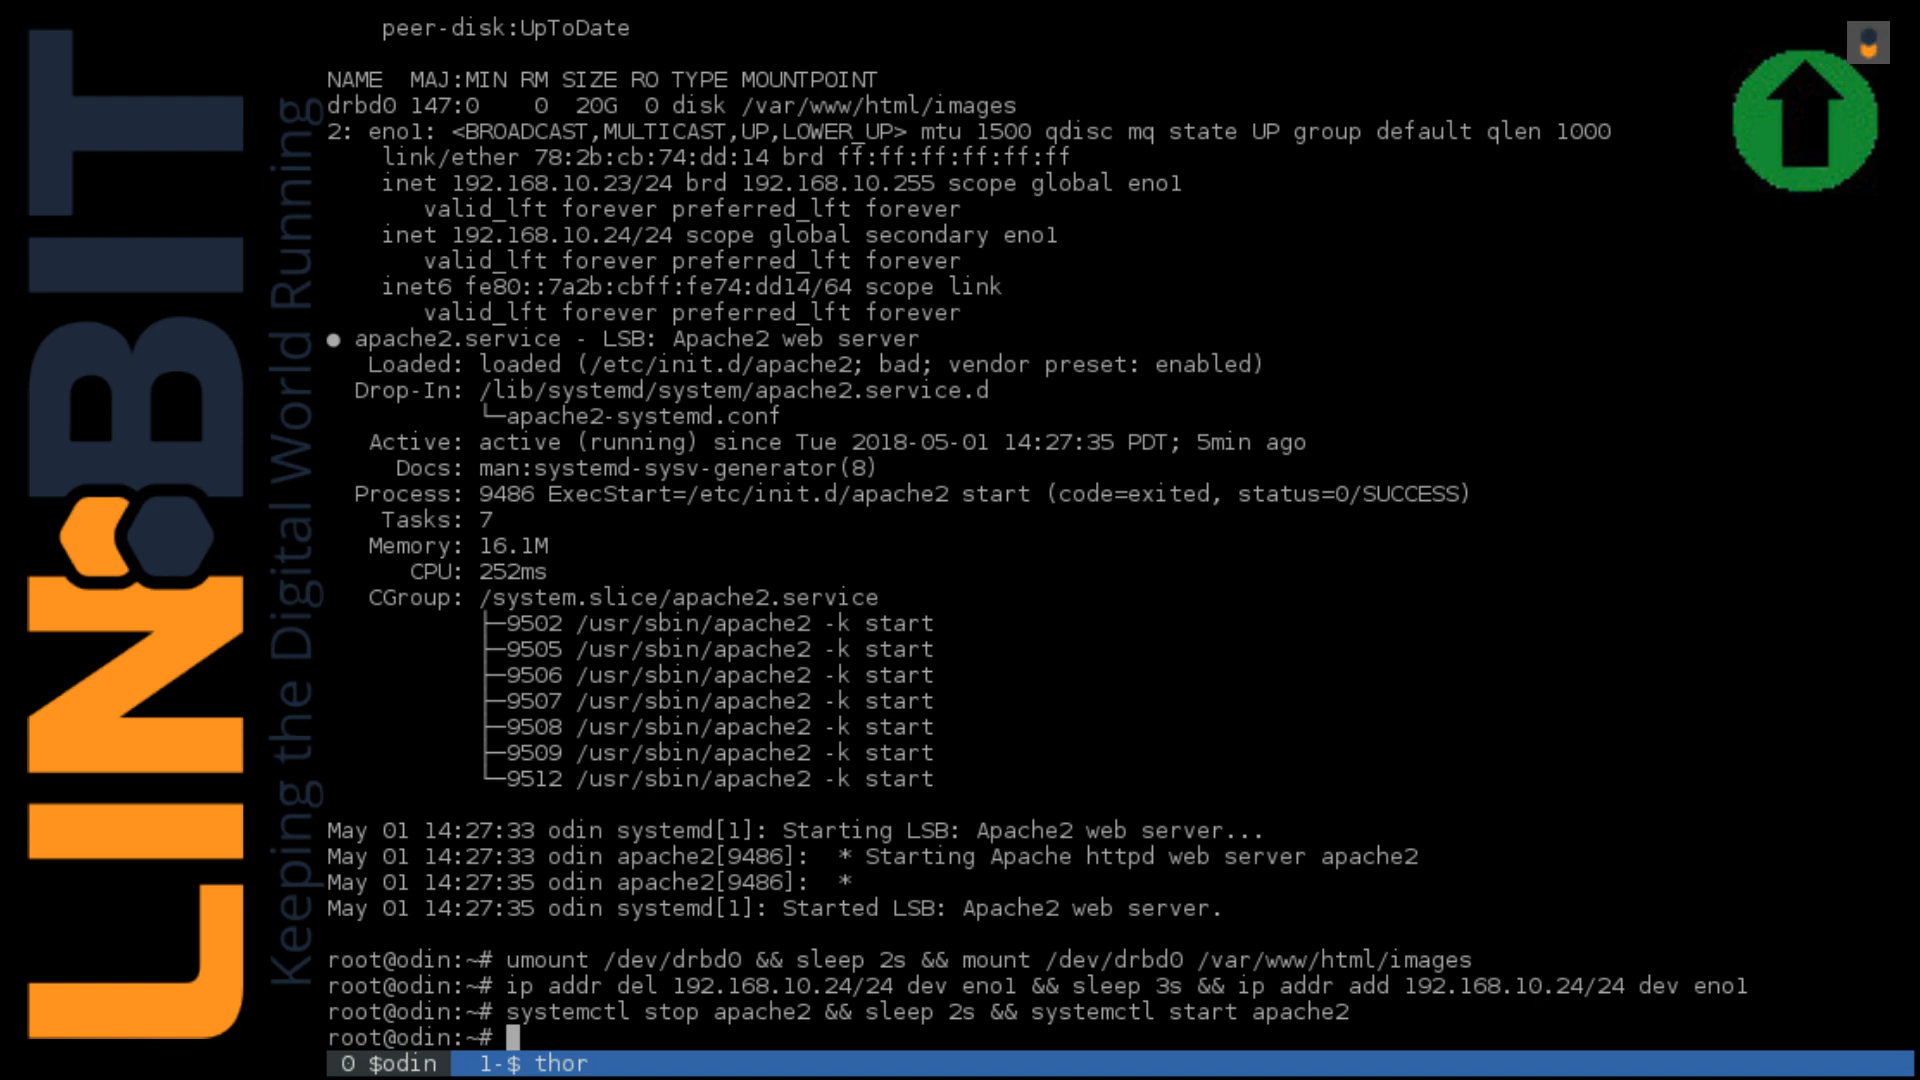 LINBIT
Keeping the Digital World Running
peer-disk:UpToDate
NAME MAJ:MIN RM SIZE RO TYPE MOUNTPOINT
drbd0 147:0 0 20G 0 disk /var/www/html/images
2: eno1: <BROADCAST,MULTICAST,UP,LOWER_UP> mtu 1500 qdisc mq state UP group default qlen 1000
link/ether 78:2b:cb:74:dd:14 brd ff:ff:ff:ff:ff:ff
inet 192.168.10.23/24 brd 192.168.10.255 scope global eno1
valid_lft forever preferred_lft forever
inet 192.168.10.24/24 scope global secondary eno1
valid_lft forever preferred_lft forever
inet6 fe80::7a2b:cbff:fe74:dd14/64 scope link
valid_lft forever preferred_lft forever
● apache2.service - LSB: Apache2 web server
Loaded: loaded (/etc/init.d/apache2; bad; vendor preset: enabled)
Drop-In: /lib/systemd/system/apache2.service.d
└─apache2-systemd.conf
Active: active (running) since Tue 2018-05-01 14:27:35 PDT; 5min ago
Docs: man:systemd-sysv-generator(8)
Process: 9486 ExecStart=/etc/init.d/apache2 start (code=exited, status=0/SUCCESS)
Tasks: 7
Memory: 16.1M
CPU: 252ms
CGroup: /system.slice/apache2.service
├─9502 /usr/sbin/apache2 -k start
├─9505 /usr/sbin/apache2 -k start
├─9506 /usr/sbin/apache2 -k start
├─9507 /usr/sbin/apache2 -k start
├─9508 /usr/sbin/apache2 -k start
├─9509 /usr/sbin/apache2 -k start
└─9512 /usr/sbin/apache2 -k start
May 01 14:27:33 odin systemd[1]: Starting LSB: Apache2 web server...
May 01 14:27:33 odin apache2[9486]: * Starting Apache httpd web server apache2
May 01 14:27:35 odin apache2[9486]: *
May 01 14:27:35 odin systemd[1]: Started LSB: Apache2 web server.
root@odin:~# umount /dev/drbd0 && sleep 2s && mount /dev/drbd0 /var/www/html/images
root@odin:~# ip addr del 192.168.10.24/24 dev eno1 && sleep 3s && ip addr add 192.168.10.24/24 dev eno1
root@odin:~# systemctl stop apache2 && sleep 2s && systemctl start apache2
root@odin:~#
0 $odin 1-$ thor